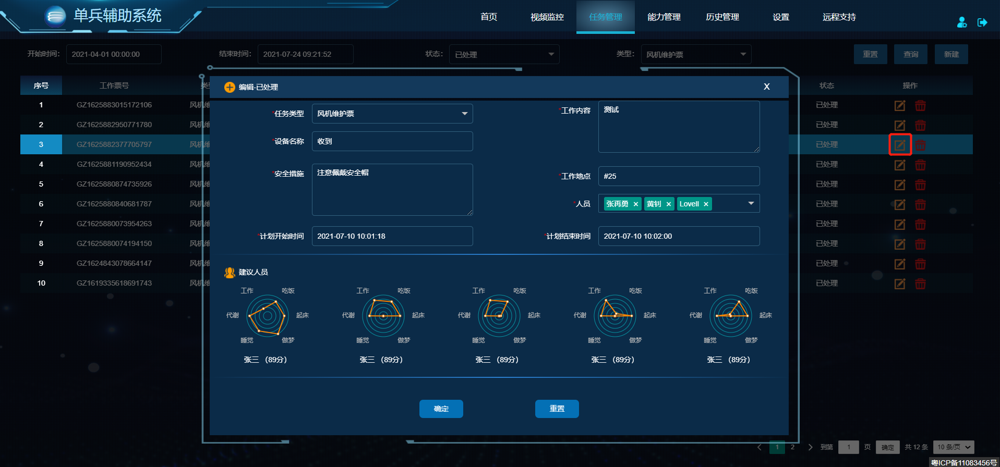 单兵辅助系统
首页 视频监控 任务管理 能力管理 历史管理 设置 远程支持
开始时间: 2021-04-01 00:00:00 结束时间: 2021-07-24 09:21:52 状态: 已处理 类型: 风机维护票 重置 查询 新建
序号 工作票号 状态 操作
编辑-已处理 X
1 GZ1625883015172106 风机维 已处理
2 GZ1625882950771780 风机维 已处理
3 GZ1625882377705797 风机维 已处理
4 GZ1625881190952434 风机维 已处理
5 GZ1625880874735926 风机维 已处理
6 GZ1625880840681787 风机维 已处理
7 GZ1625880073954263 风机维 已处理
8 GZ1625880074194150 风机维 已处理
9 GZ1624843078664147 风机维 已处理
10 GZ1619335618691743 风机维 已处理
*任务类型 风机维护票
*工作内容 测试
*设备名称 收到
*安全措施 注意佩戴安全帽
*工作地点 #25
*人员 张再勇 × 黄钊 × Lovell ×
*计划开始时间 2021-07-10 10:01:18
*计划结束时间 2021-07-10 10:02:00
建议人员
工作 吃饭 工作 吃饭 工作 吃饭 工作 吃饭 工作 吃饭
代谢 起床 代谢 起床 代谢 起床 代谢 起床 代谢 起床
睡觉 做梦 睡觉 做梦 睡觉 做梦 睡觉 做梦 睡觉 做梦
张三 (89分) 张三 (89分) 张三 (89分) 张三 (89分) 张三 (89分)
确定 重置
1 2 到第 1 页 确定 共 12 条 10 条/页
粤ICP备11083456号